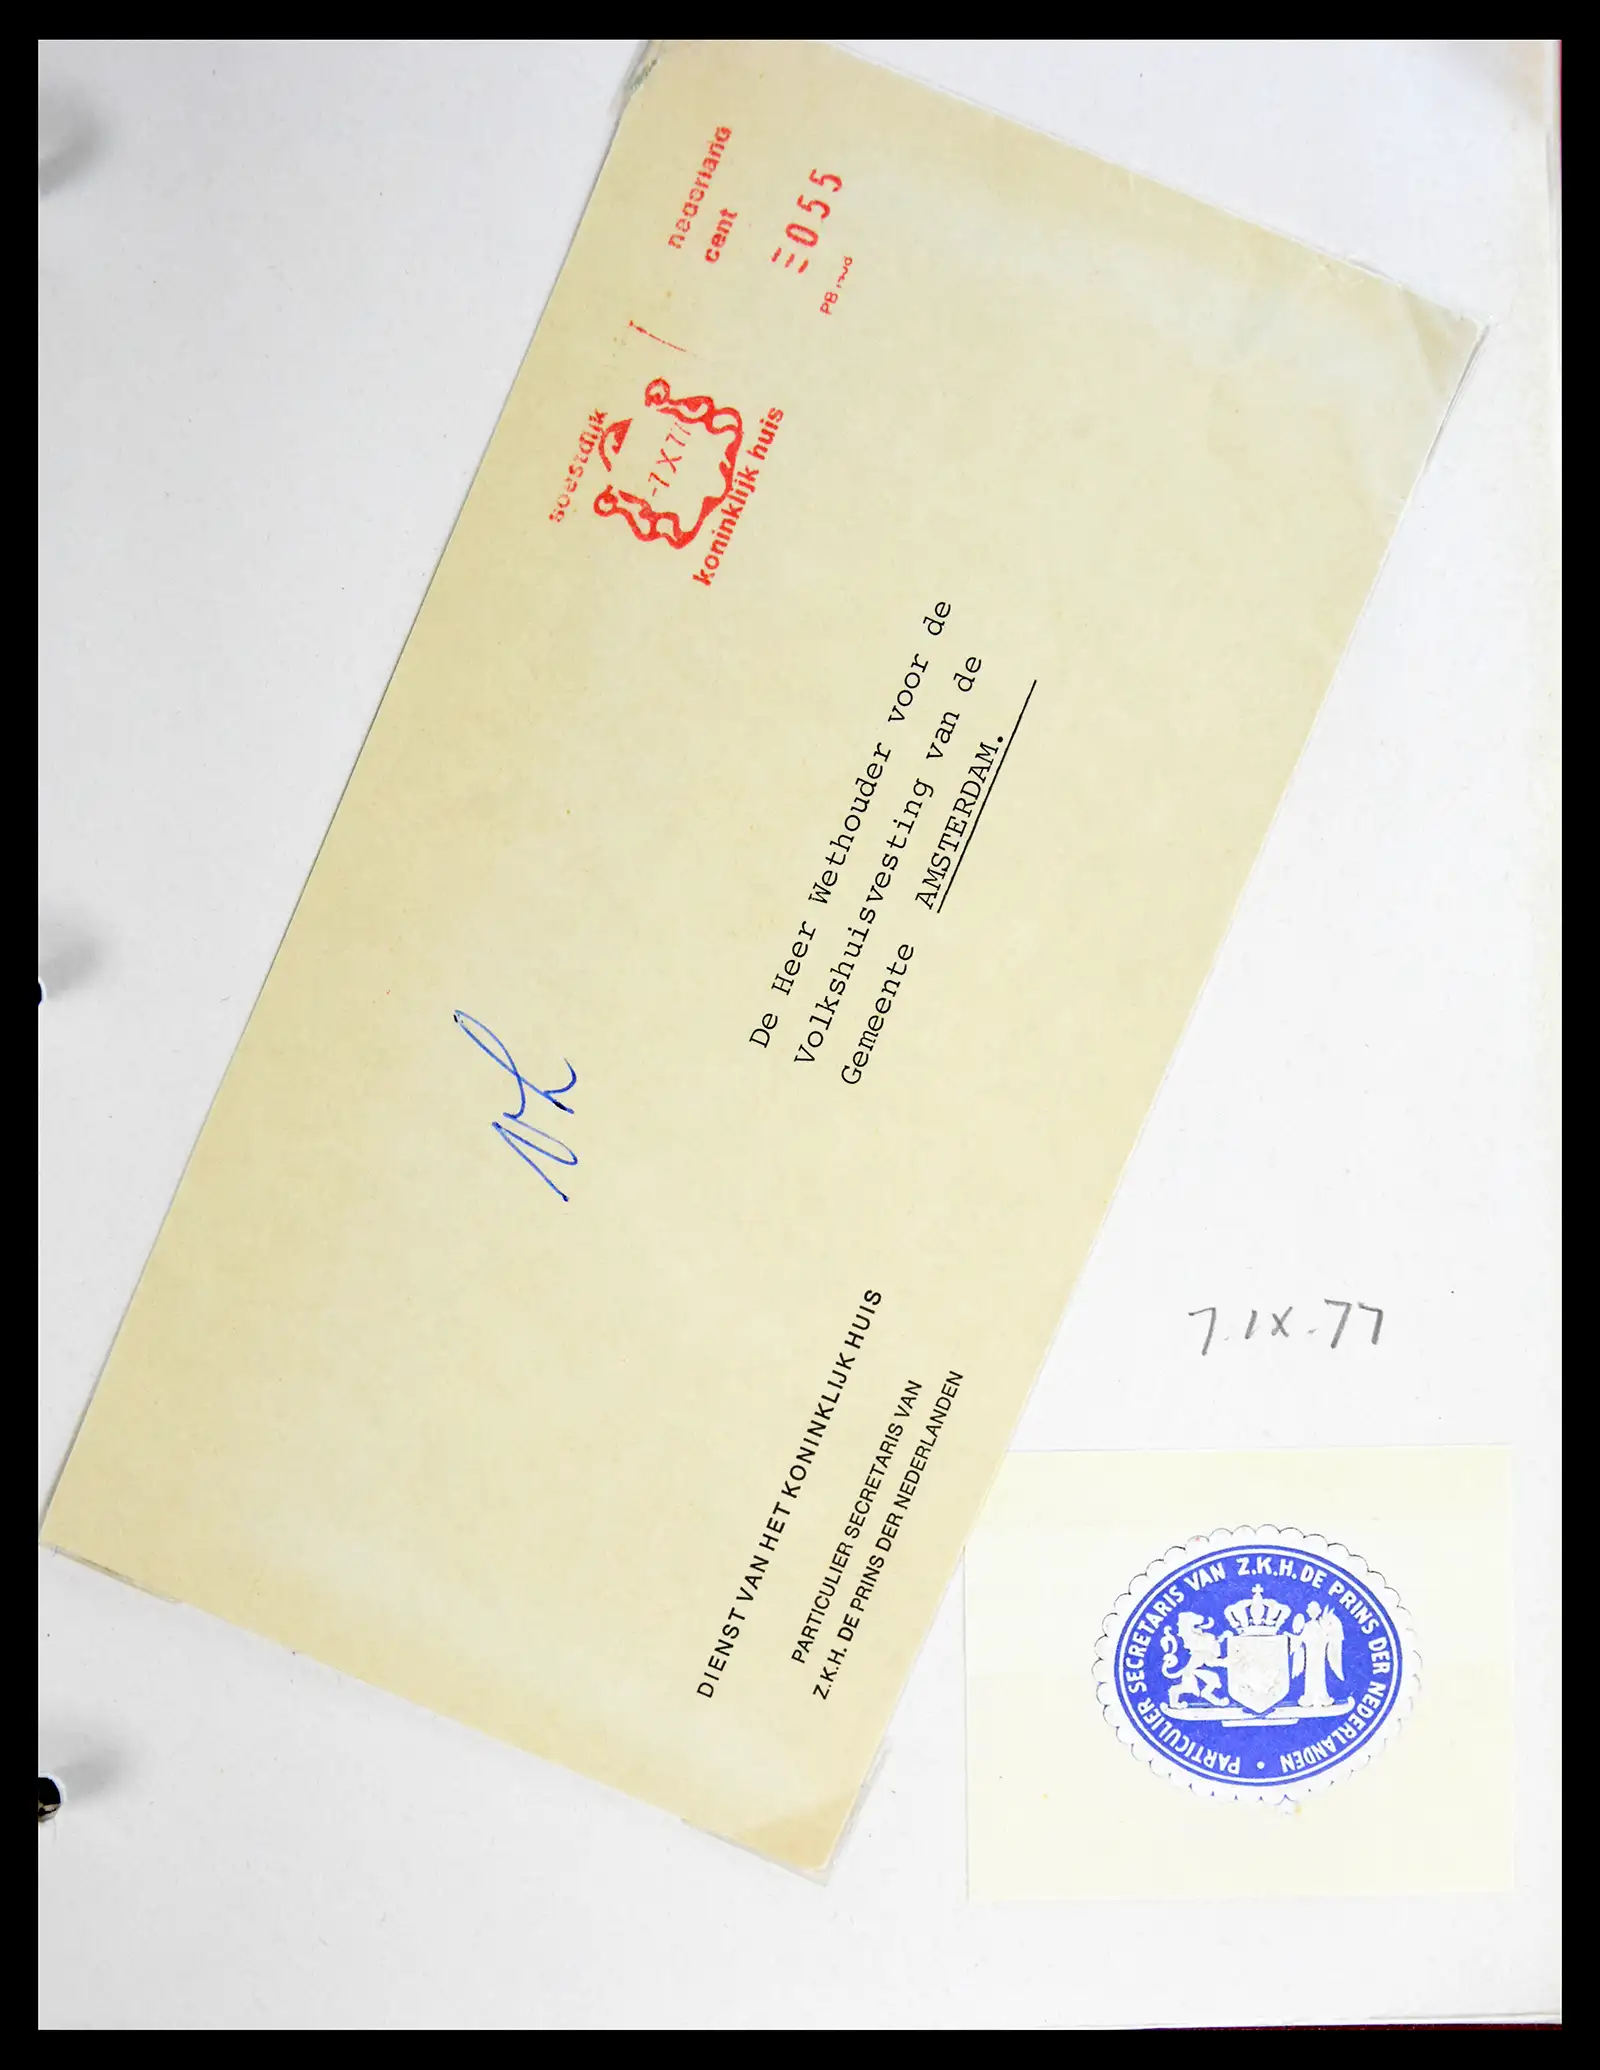 nederland
cent
055
PB
soestdijk
-7 X 77
koninklijk huis
De Heer Wethouder voor de
Volkshuisvesting van de
Gemeente AMSTERDAM.
DIENST VAN HET KONINKLIJK HUIS
PARTICULIER SECRETARIS VAN
Z.K.H. DE PRINS DER NEDERLANDEN
7.IX.77
PARTICULIER SECRETARIS VAN Z.K.H. DE PRINS DER NEDERLANDEN